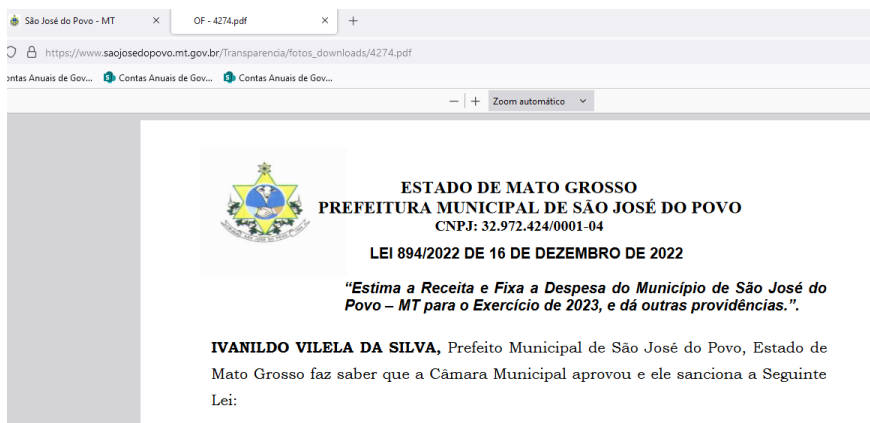 São José do Povo - MT
OF - 4274.pdf
https://www.saojosedopovo.mt.gov.br/Transparencia/fotos_downloads/4274.pdf
ontas Anuais de Gov...
Contas Anuais de Gov...
Contas Anuais de Gov...
Zoom automático
ESTADO DE MATO GROSSO
PREFEITURA MUNICIPAL DE SÃO JOSÉ DO POVO
CNPJ: 32.972.424/0001-04
LEI 894/2022 DE 16 DE DEZEMBRO DE 2022
“Estima a Receita e Fixa a Despesa do Município de São José do
Povo – MT para o Exercício de 2023, e dá outras providências.”.
IVANILDO VILELA DA SILVA, Prefeito Municipal de São José do Povo, Estado de
Mato Grosso faz saber que a Câmara Municipal aprovou e ele sanciona a Seguinte
Lei: